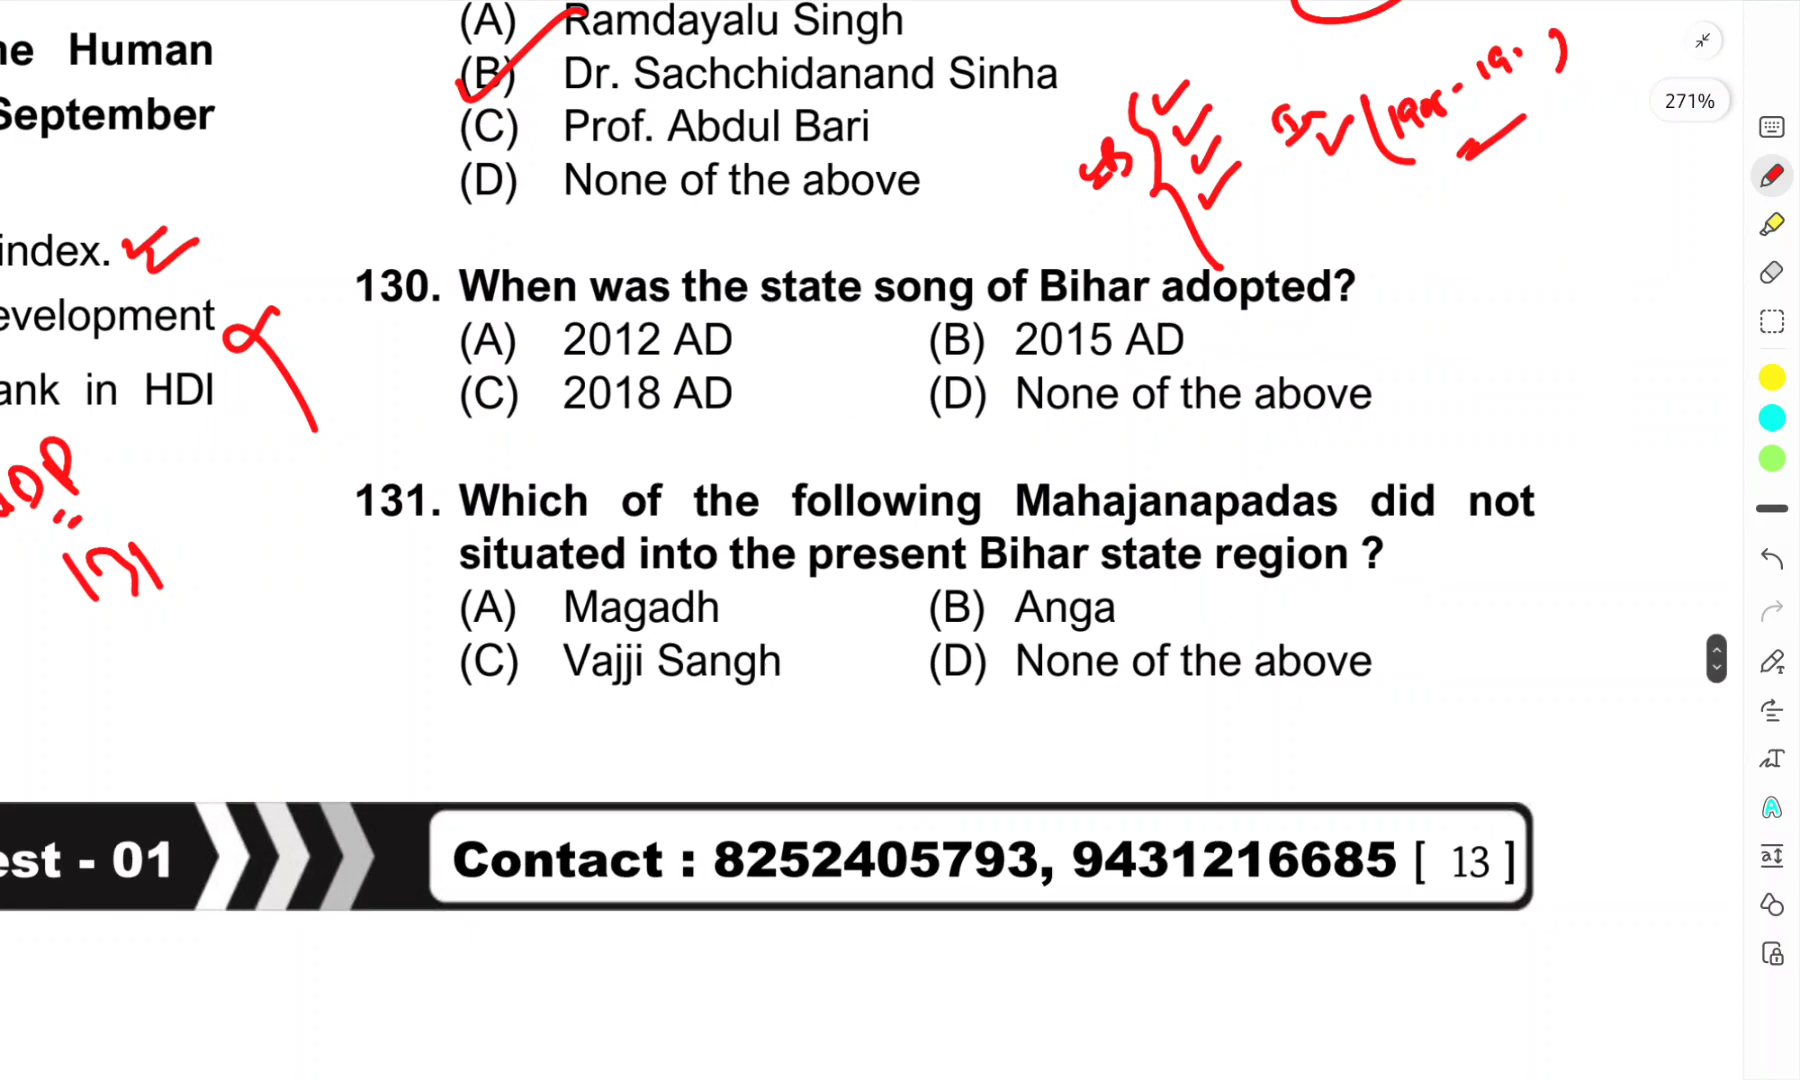 ne Human
September
index.
evelopment
ank in HDI
(A) Ramdayalu Singh
(B) Dr. Sachchidanand Sinha
(C) Prof. Abdul Bari
(D) None of the above
130. When was the state song of Bihar adopted?
(A) 2012 AD (B) 2015 AD
(C) 2018 AD (D) None of the above
131. Which of the following Mahajanapadas did not
situated into the present Bihar state region ?
(A) Magadh (B) Anga
(C) Vajji Sangh (D) None of the above
est - 01
Contact : 8252405793, 9431216685 [ 13 ]
271%